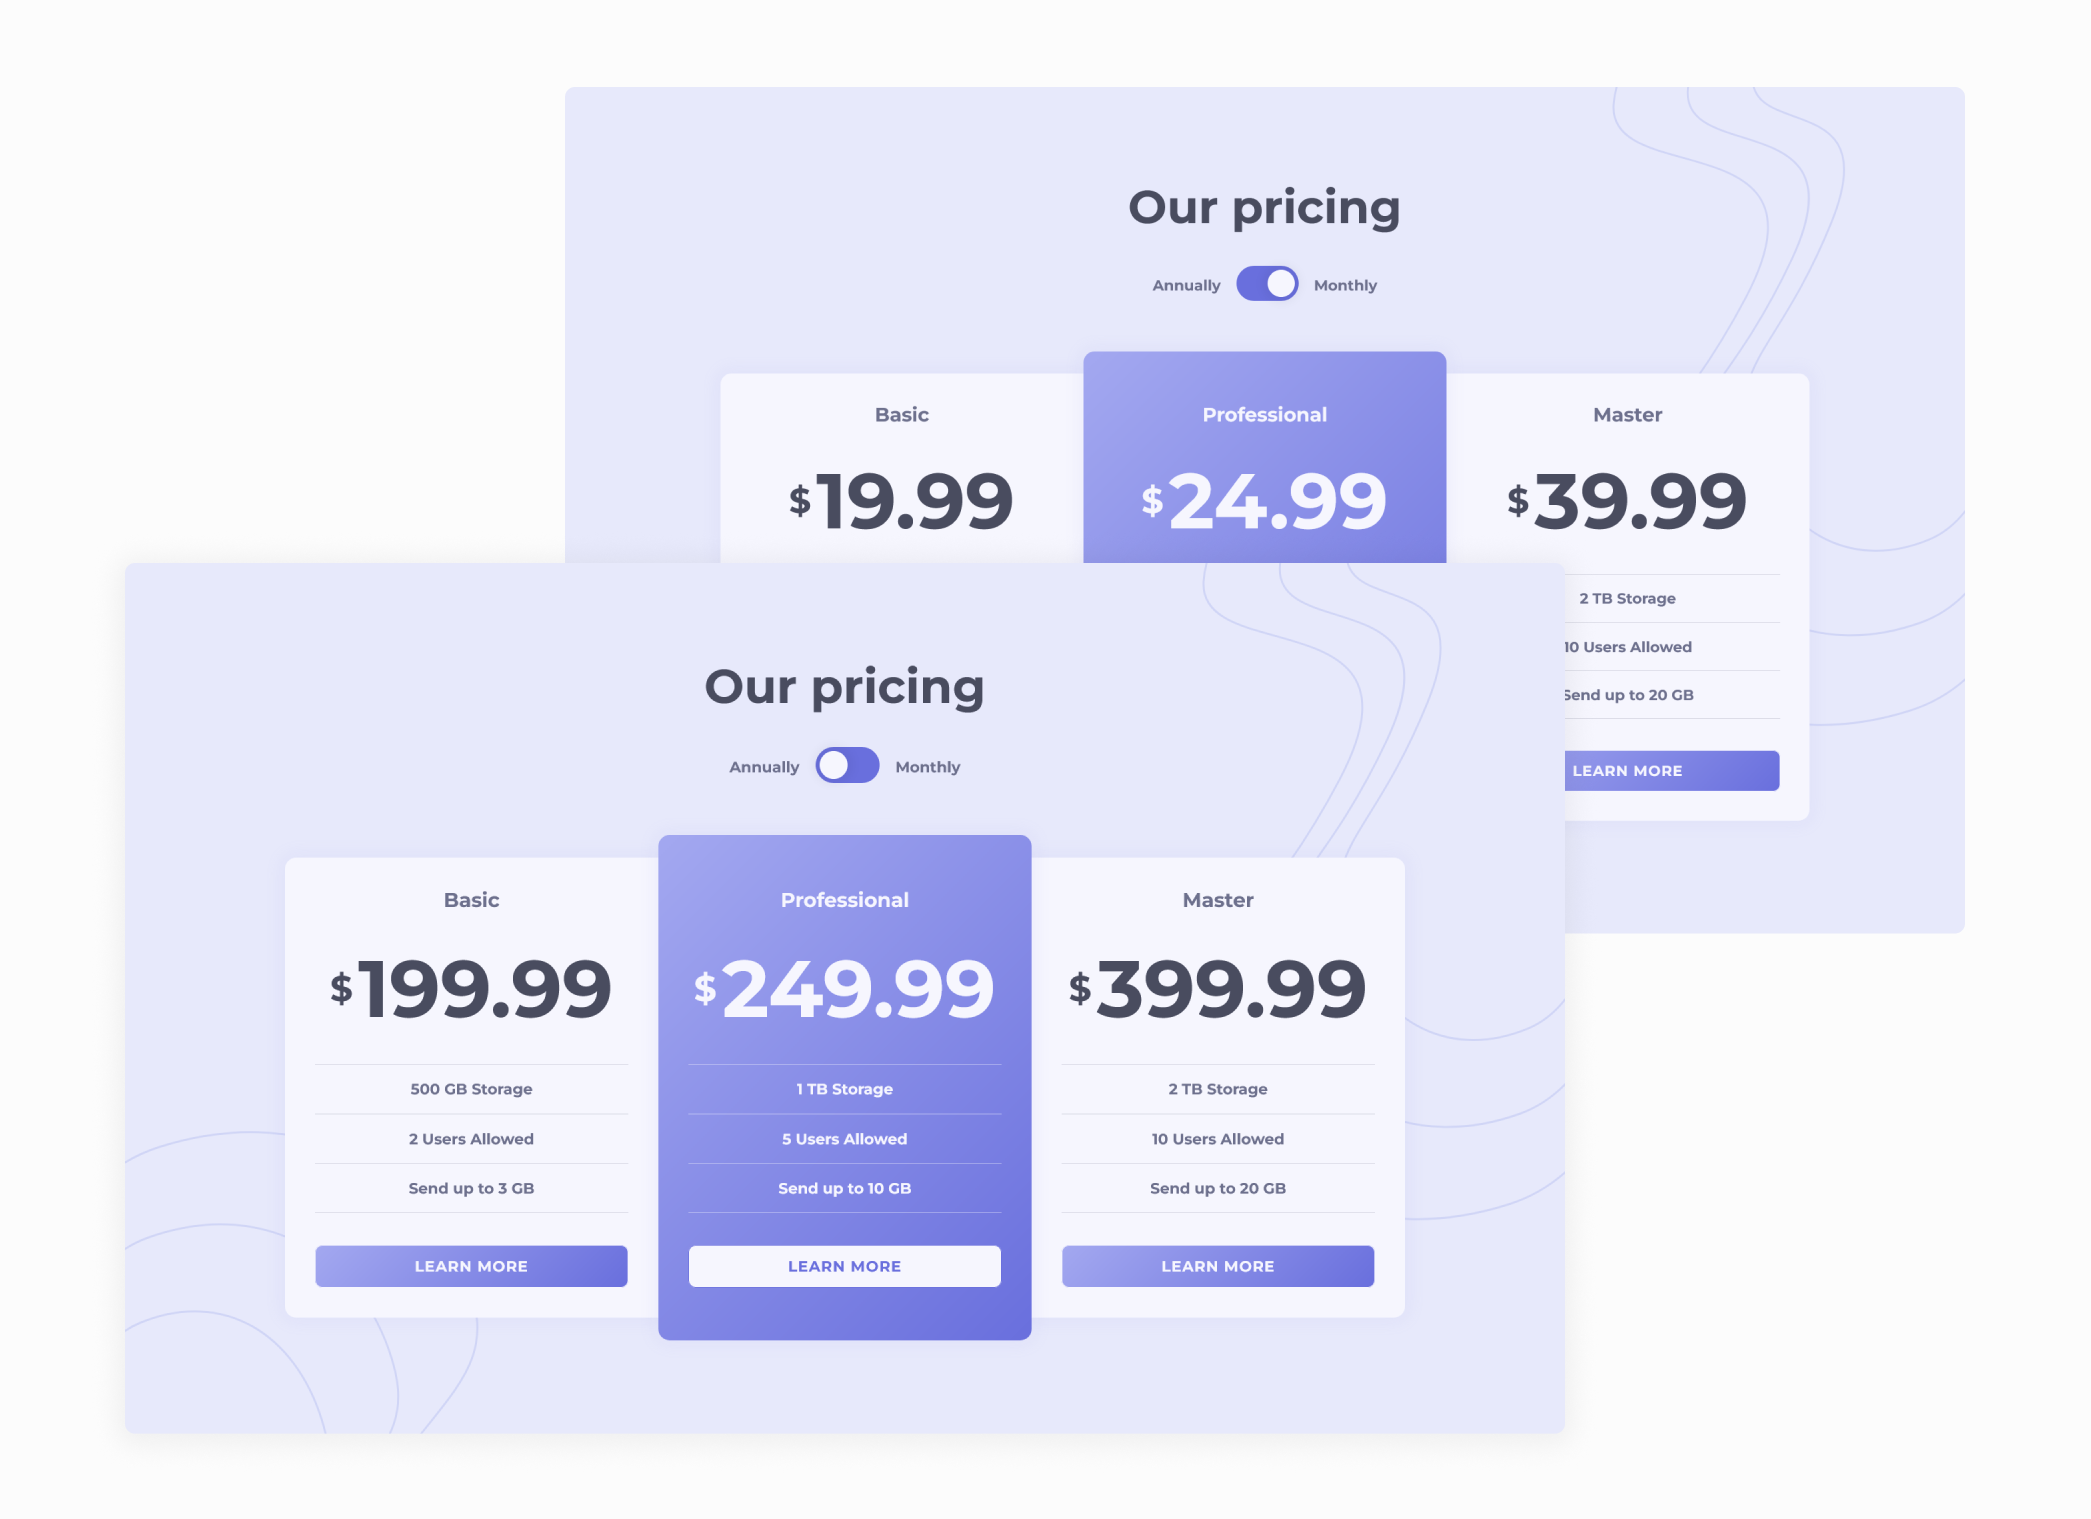 Our pricing
Annually Monthly
Basic
$19.99
Professional
$24.99
Master
$39.99
2 TB Storage
10 Users Allowed
Send up to 20 GB
LEARN MORE
Our pricing
Annually Monthly
Basic
$199.99
500 GB Storage
2 Users Allowed
Send up to 3 GB
LEARN MORE
Professional
$249.99
1 TB Storage
5 Users Allowed
Send up to 10 GB
LEARN MORE
Master
$399.99
2 TB Storage
10 Users Allowed
Send up to 20 GB
LEARN MORE